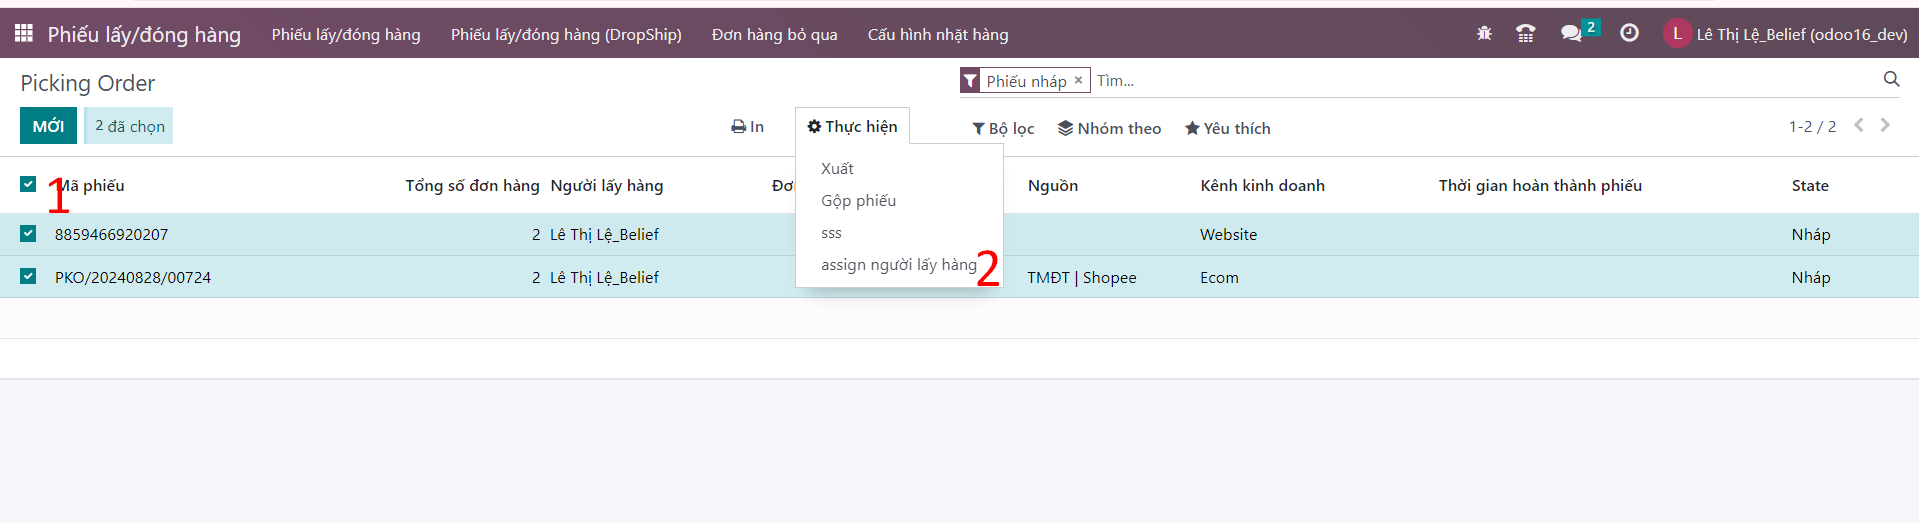 Phiếu lấy/đóng hàng Phiếu lấy/đóng hàng Phiếu lấy/đóng hàng (DropShip) Đơn hàng bỏ qua Cấu hình nhặt hàng 2 L Lê Thị Lệ_Belief (odoo16_dev)
Picking Order Phiếu nháp × Tìm...
MỚI 2 đã chọn In Thực hiện Bộ lọc Nhóm theo Yêu thích 1-2 / 2
Xuất
Gộp phiếu
sss
assign người lấy hàng
1 2
Mã phiếu Tổng số đơn hàng Người lấy hàng Nguồn Kênh kinh doanh Thời gian hoàn thành phiếu State
8859466920207 2 Lê Thị Lệ_Belief Website Nháp
PKO/20240828/00724 2 Lê Thị Lệ_Belief TMĐT | Shopee Ecom Nháp